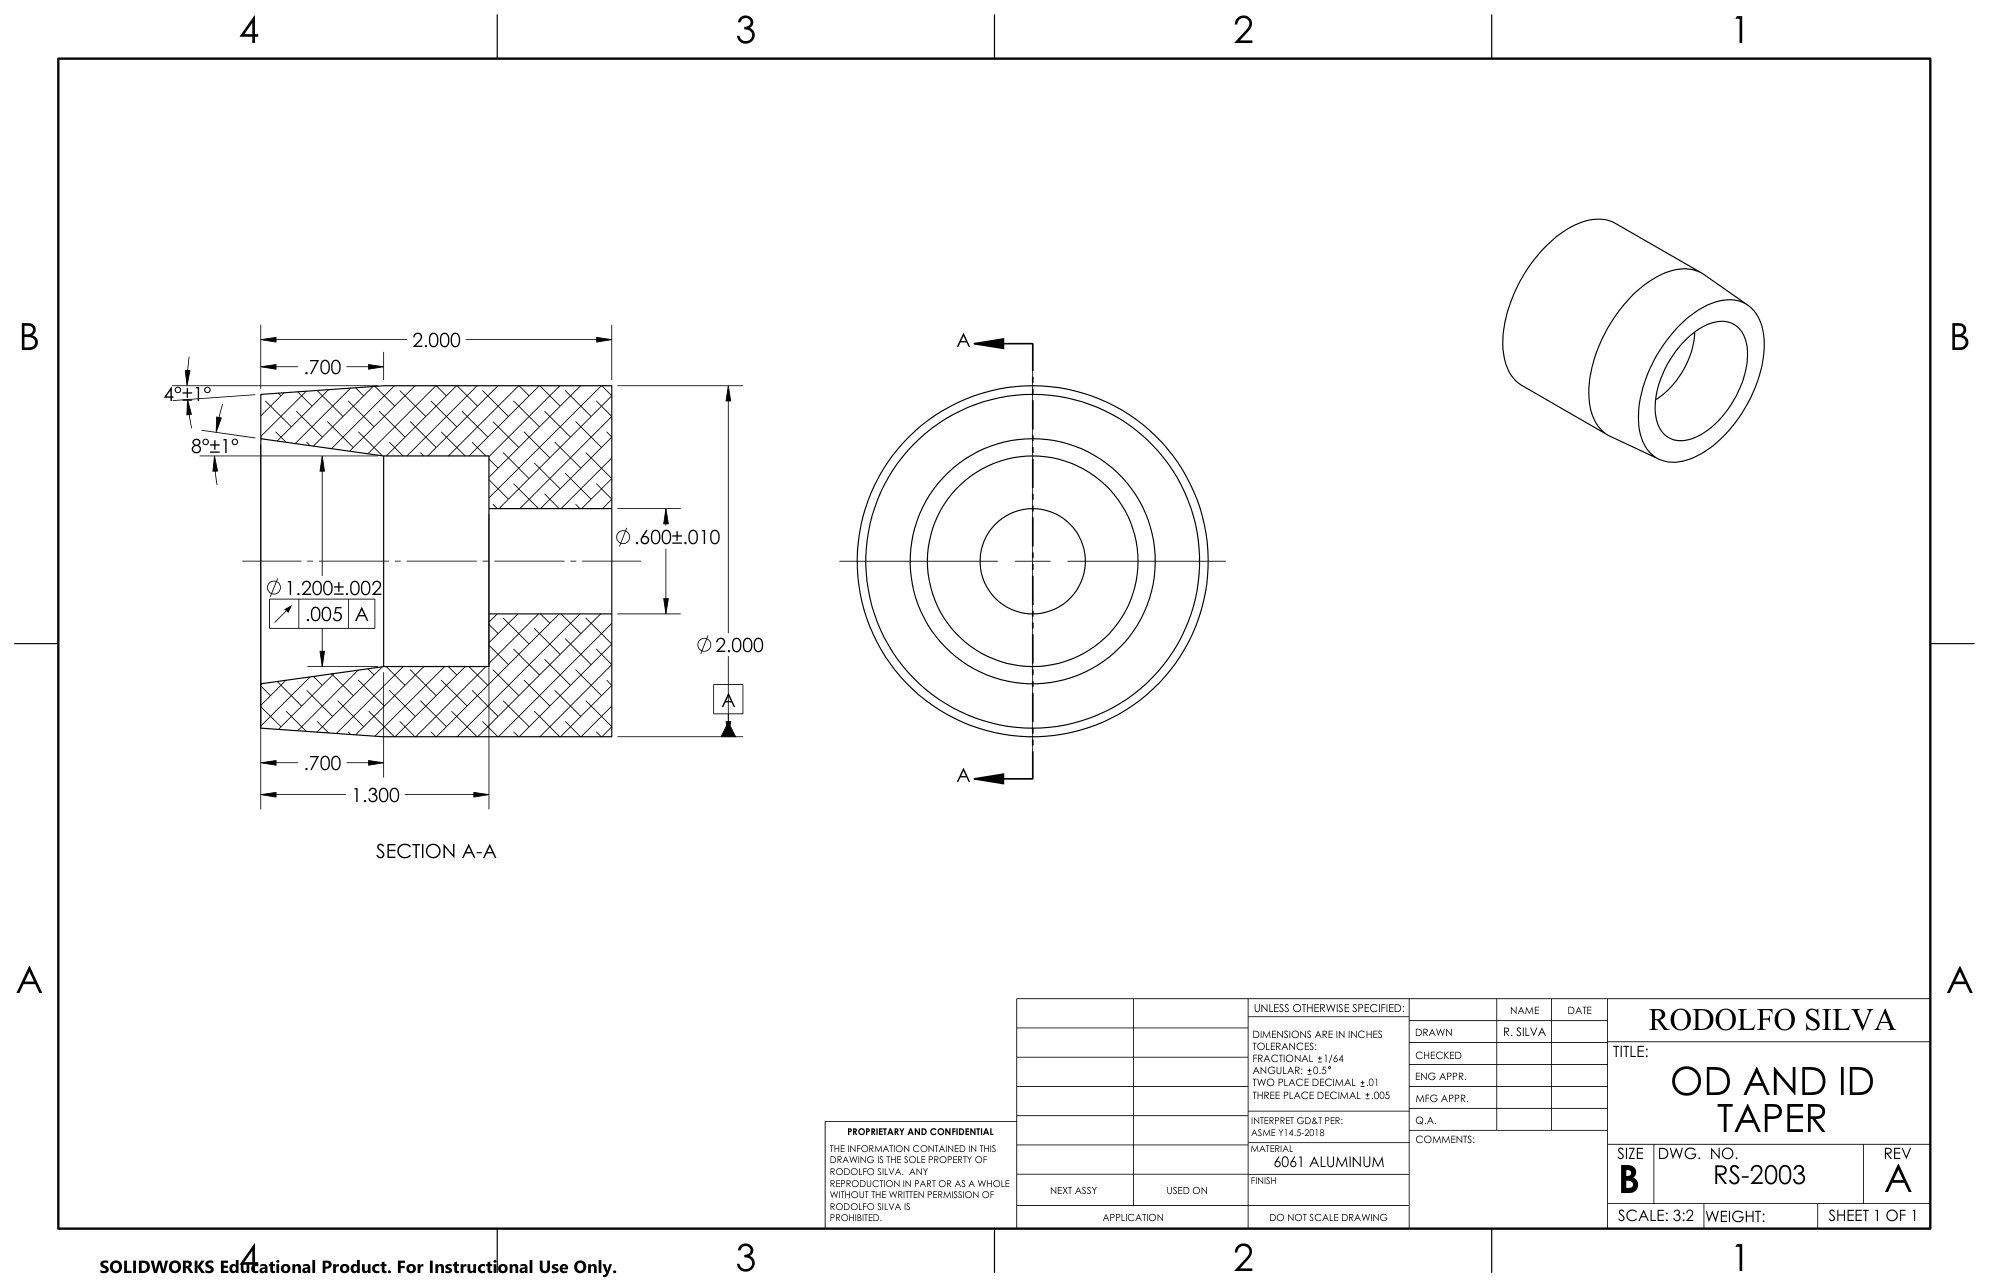 4 3 2 1
B B
2.000
.700
4°±1°
8°±1°
⌀.600±.010
⌀1.200±.002
↗ .005 A
⌀2.000
A
.700
1.300
SECTION A-A
A
A
A A
UNLESS OTHERWISE SPECIFIED:
DIMENSIONS ARE IN INCHES
TOLERANCES:
FRACTIONAL ±1/64
ANGULAR: ±0.5°
TWO PLACE DECIMAL ±.01
THREE PLACE DECIMAL ±.005
INTERPRET GD&T PER:
ASME Y14.5-2018
MATERIAL
6061 ALUMINUM
FINISH
DO NOT SCALE DRAWING
NAME DATE
DRAWN R. SILVA
CHECKED
ENG APPR.
MFG APPR.
Q.A.
COMMENTS:
RODOLFO SILVA
TITLE:
OD AND ID
TAPER
SIZE DWG. NO. REV
B RS-2003 A
SCALE: 3:2 WEIGHT: SHEET 1 OF 1
PROPRIETARY AND CONFIDENTIAL
THE INFORMATION CONTAINED IN THIS
DRAWING IS THE SOLE PROPERTY OF
RODOLFO SILVA. ANY
REPRODUCTION IN PART OR AS A WHOLE
WITHOUT THE WRITTEN PERMISSION OF
RODOLFO SILVA IS
PROHIBITED.
NEXT ASSY USED ON
APPLICATION
4 3 2 1
SOLIDWORKS Educational Product. For Instructional Use Only.